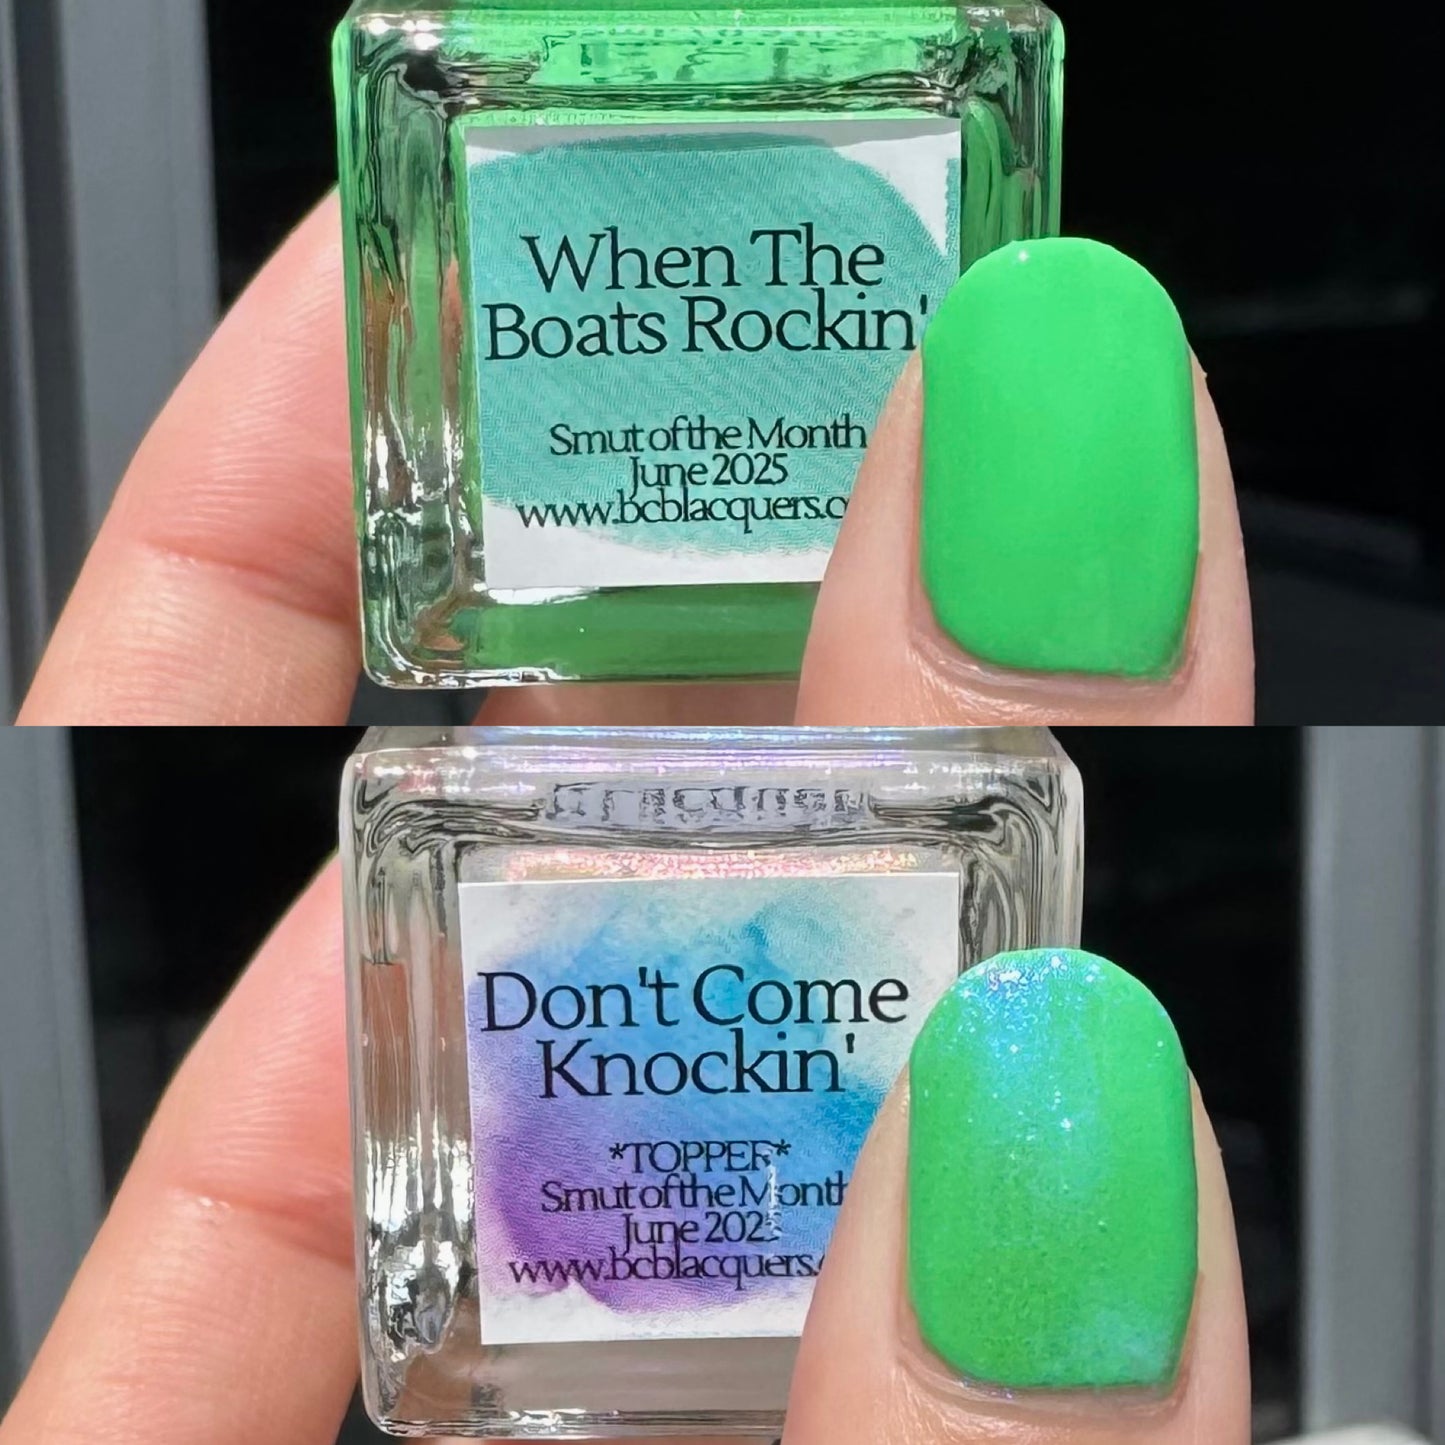 When The
Boats Rockin'
Smut of the Month
June 2025
www.bcblacquers.c
Don't Come
Knockin'
*TOPPER*
Smut of the Month
June 202
www.bcblacquers.